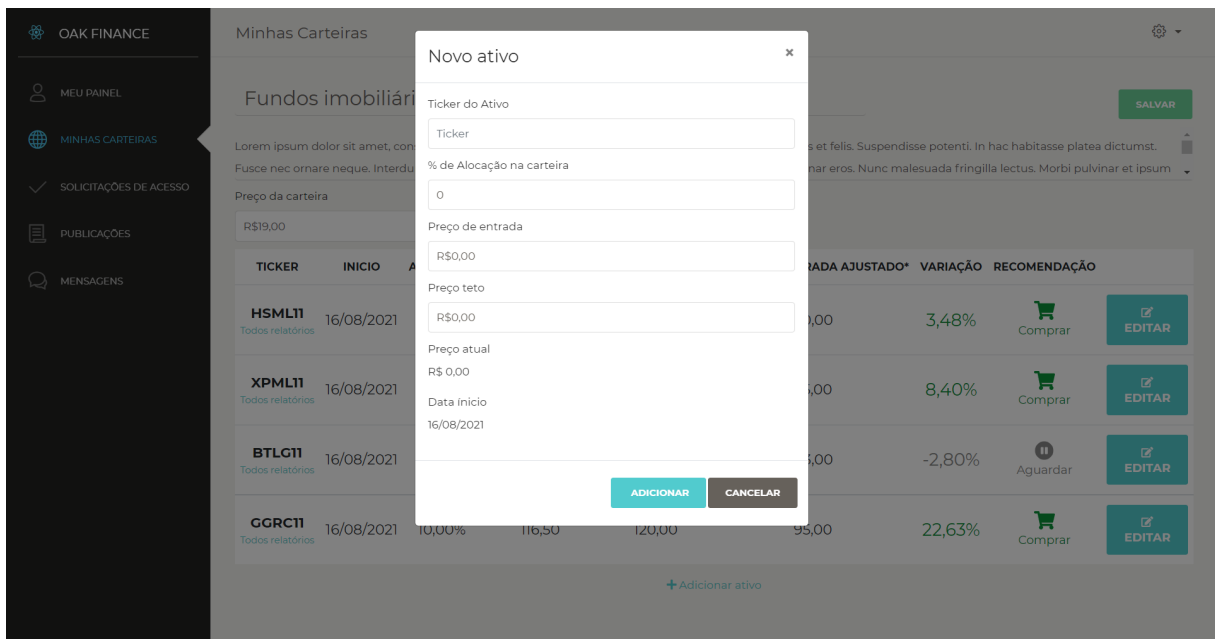 OAK FINANCE
Minhas Carteiras
MEU PAINEL
MINHAS CARTEIRAS
SOLICITAÇÕES DE ACESSO
PUBLICAÇÕES
MENSAGENS
Fundos imobiliári
SALVAR
Lorem ipsum dolor sit amet, con
s et felis. Suspendisse potenti. In hac habitasse platea dictumst.
Fusce nec ornare neque. Interdu
nar eros. Nunc malesuada fringilla lectus. Morbi pulvinar et ipsum
Preço da carteira
R$19,00
Novo ativo
×
Ticker do Ativo
Ticker
% de Alocação na carteira
0
Preço de entrada
R$0,00
Preço teto
R$0,00
Preço atual
R$ 0,00
Data ínicio
16/08/2021
ADICIONAR CANCELAR
TICKER INICIO A RADA AJUSTADO* VARIAÇÃO RECOMENDAÇÃO
HSML11 16/08/2021 0,00 3,48% Comprar EDITAR
Todos relatórios
XPML11 16/08/2021 ,00 8,40% Comprar EDITAR
Todos relatórios
BTLG11 16/08/2021 ,00 -2,80% Aguardar EDITAR
Todos relatórios
GGRC11 16/08/2021 10,00% 116,50 120,00 95,00 22,63% Comprar EDITAR
Todos relatórios
+Adicionar ativo